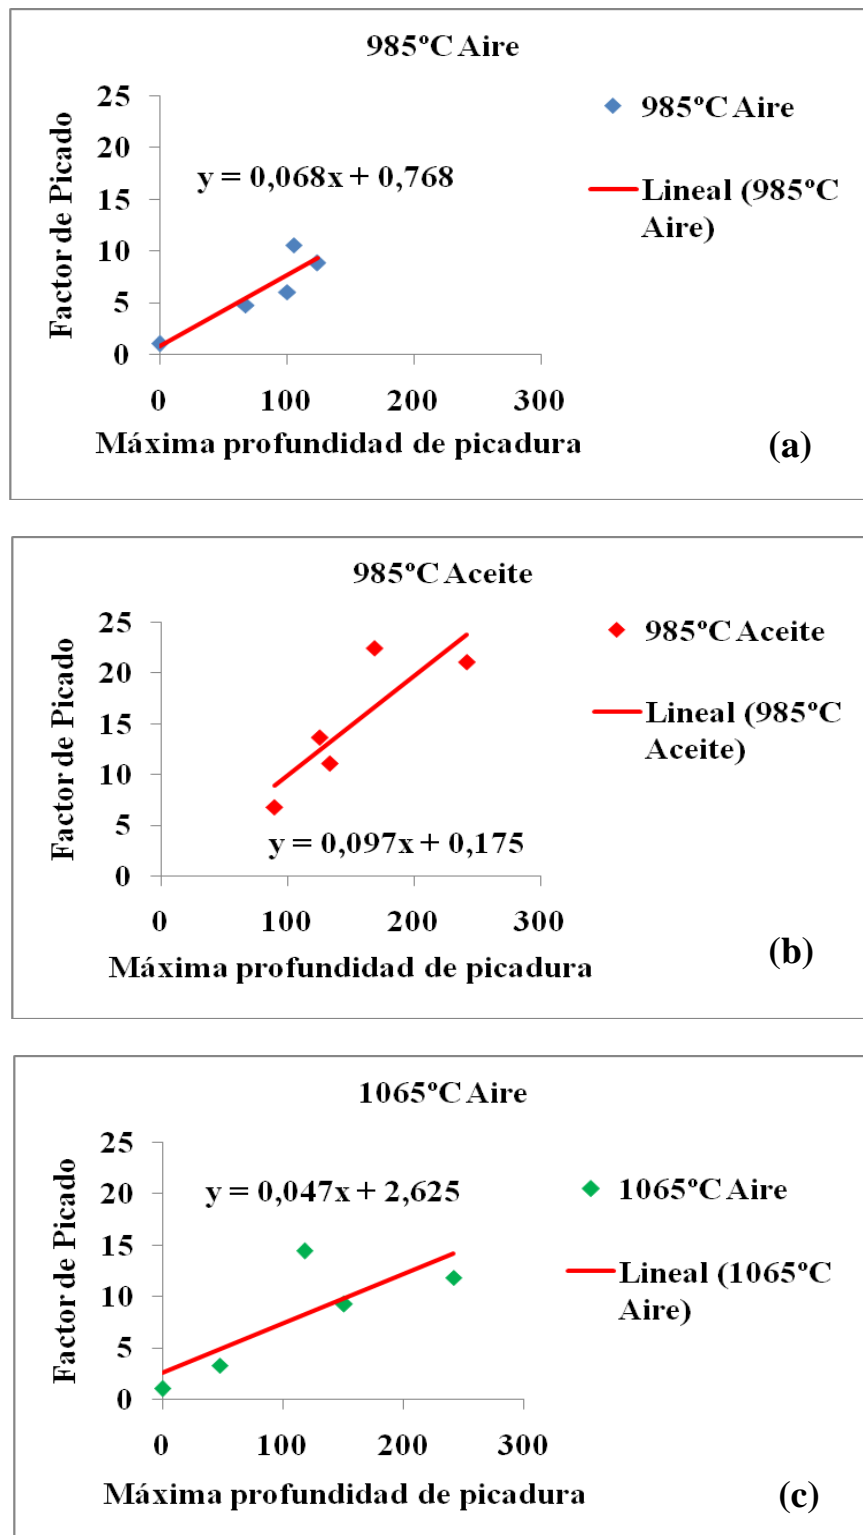 985ºC Aire
Factor de Picado
25
20
15
10
5
0
y = 0,068x + 0,768
0 100 200 300
Máxima profundidad de picadura
985ºC Aire
Lineal (985ºC
Aire)
(a)
985ºC Aceite
Factor de Picado
25
20
15
10
5
0
y = 0,097x + 0,175
0 100 200 300
Máxima profundidad de picadura
985ºC Aceite
Lineal (985ºC
Aceite)
(b)
1065ºC Aire
Factor de Picado
25
20
15
10
5
0
y = 0,047x + 2,625
0 100 200 300
Máxima profundidad de picadura
1065ºC Aire
Lineal (1065ºC
Aire)
(c)